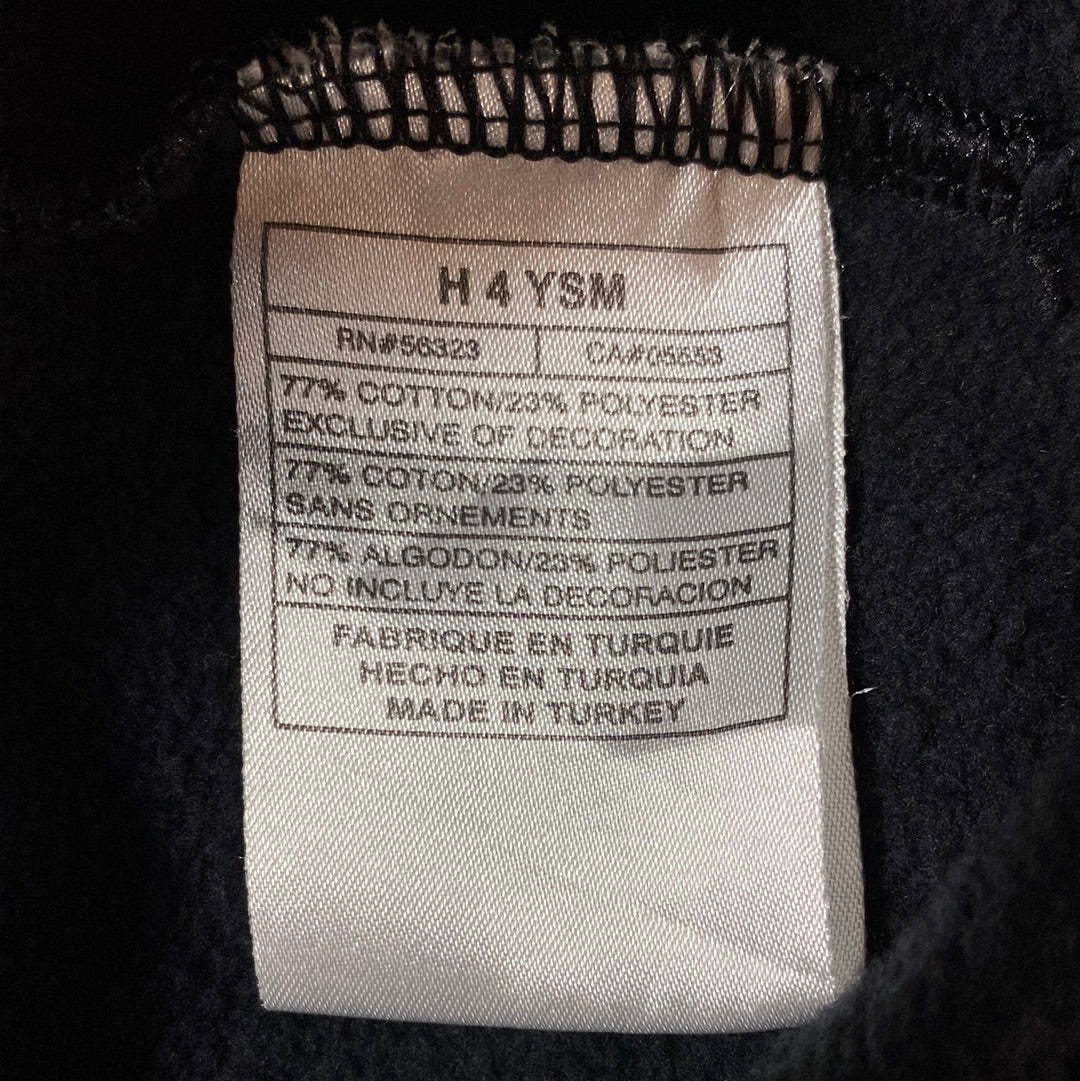 H 4 YSM
RN#56323
CA#05553
77% COTTON/23% POLYESTER
EXCLUSIVE OF DECORATION
77% COTON/23% POLYESTER
SANS ORNEMENTS
77% ALGODON/23% POLIESTER
NO INCLUYE LA DECORACION
FABRIQUE EN TURQUIE
HECHO EN TURQUIA
MADE IN TURKEY